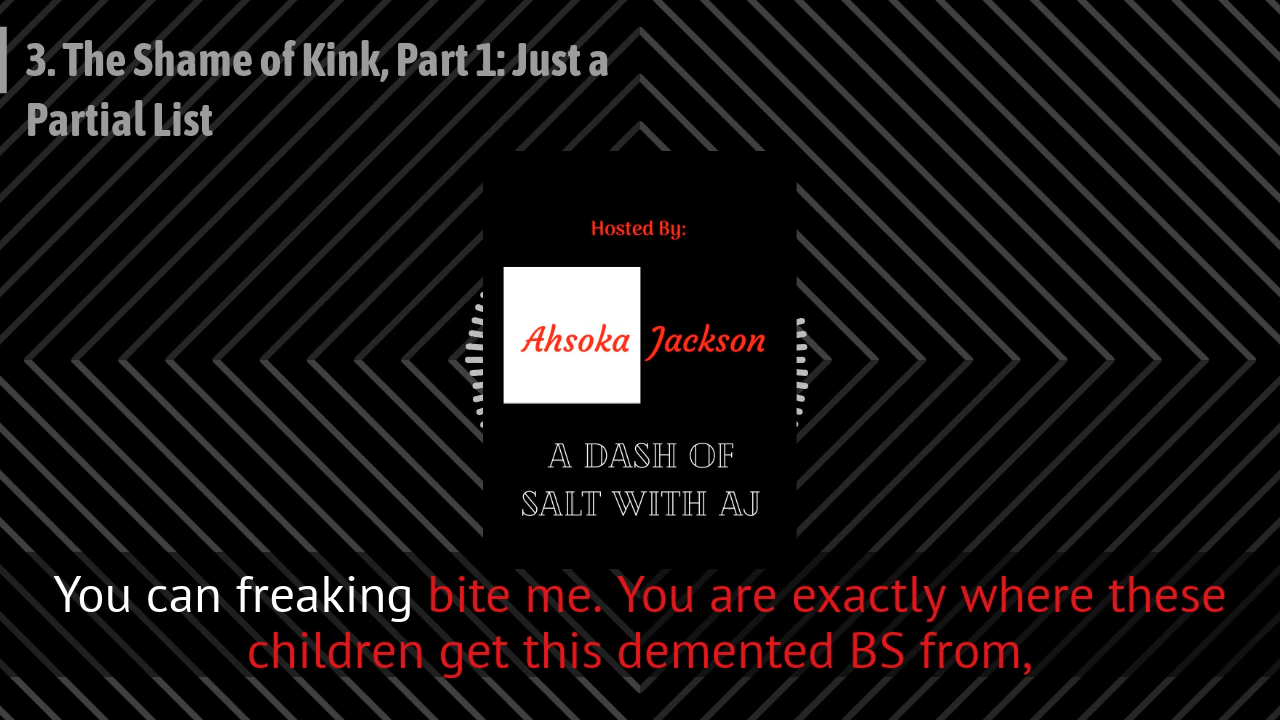 3. The Shame of Kink, Part 1: Just a
Partial List
Hosted By:
Ahsoka Jackson
A DASH OF
SALT WITH AJ
You can freaking bite me. You are exactly where these
children get this demented BS from,